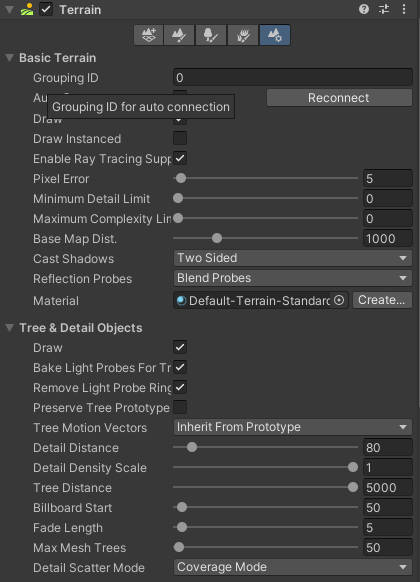 Terrain
Basic Terrain
Grouping ID 0
Reconnect
Grouping ID for auto connection
Draw
Draw Instanced
Enable Ray Tracing Supp
Pixel Error 5
Minimum Detail Limit 0
Maximum Complexity Lim 0
Base Map Dist. 1000
Cast Shadows Two Sided
Reflection Probes Blend Probes
Material Default-Terrain-Standard Create...
Tree & Detail Objects
Draw
Bake Light Probes For Tr
Remove Light Probe Ring
Preserve Tree Prototype
Tree Motion Vectors Inherit From Prototype
Detail Distance 80
Detail Density Scale 1
Tree Distance 5000
Billboard Start 50
Fade Length 5
Max Mesh Trees 50
Detail Scatter Mode Coverage Mode